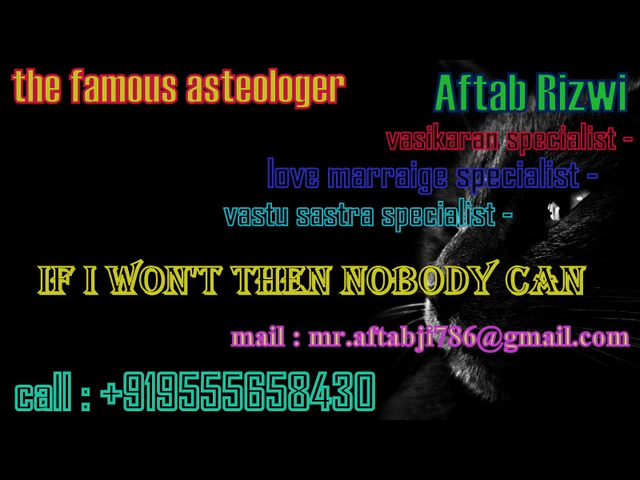 the famous asteologer
Aftab Rizwi
vasikaran specialist -
love marraige specialist -
vastu sastra specialist -
IF I WON'T THEN NOBODY CAN
mail : mr.aftabji786@gmail.com
call : +919555658430